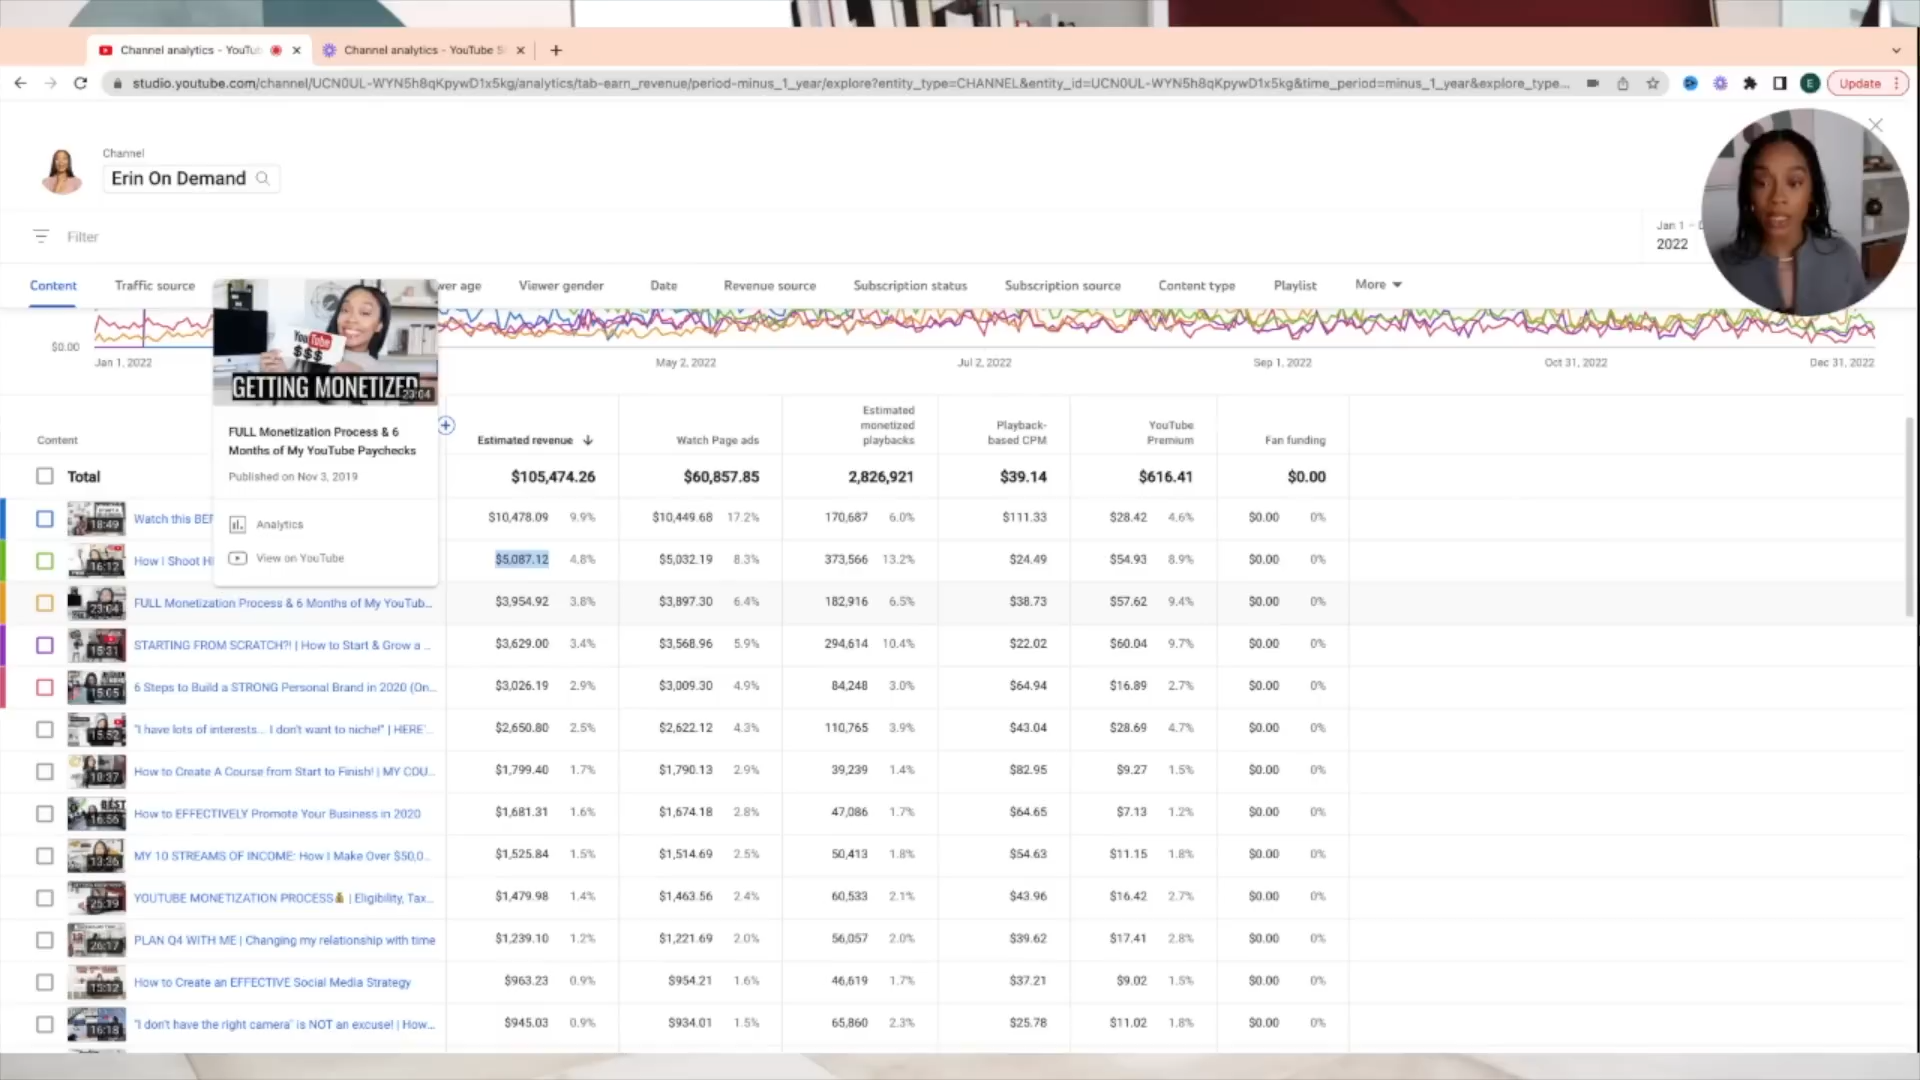 Channel analytics - YouTu
Channel analytics - YouTube S
studio.youtube.com/channel/UCN0UL-WYN5h8qKpywD1x5kg/analytics/tab-earn_revenue/period-minus_1_year/explore?entity_type=CHANNEL&entity_id=UCN0UL-WYN5h8qKpywD1x5kg&time_period=minus_1_year&explore_type...
E
Update
Channel
Erin On Demand
Filter
Jan 1 –
2022
Content Traffic source wer age Viewer gender Date Revenue source Subscription status Subscription source Content type Playlist More
$0.00
Jan 1, 2022 May 2, 2022 Jul 2, 2022 Sep 1, 2022 Oct 31, 2022 Dec 31, 2022
YouTube
$$$
GETTING MONETIZED
23:04
FULL Monetization Process & 6
Months of My YouTube Paychecks
Published on Nov 3, 2019
Analytics
View on YouTube
Content Estimated revenue Watch Page ads Estimated monetized playbacks Playback-based CPM YouTube Premium Fan funding
Total $105,474.26 $60,857.85 2,826,921 $39.14 $616.41 $0.00
18:49 Watch this BEF $10,478.09 9.9% $10,449.68 17.2% 170,687 6.0% $111.33 $28.42 4.6% $0.00 0%
16:12 How I Shoot HI $5,087.12 4.8% $5,032.19 8.3% 373,566 13.2% $24.49 $54.93 8.9% $0.00 0%
23:04 FULL Monetization Process & 6 Months of My YouTub... $3,954.92 3.8% $3,897.30 6.4% 182,916 6.5% $38.73 $57.62 9.4% $0.00 0%
15:31 STARTING FROM SCRATCH?! | How to Start & Grow a ... $3,629.00 3.4% $3,568.96 5.9% 294,614 10.4% $22.02 $60.04 9.7% $0.00 0%
15:05 6 Steps to Build a STRONG Personal Brand in 2020 (On... $3,026.19 2.9% $3,009.30 4.9% 84,248 3.0% $64.94 $16.89 2.7% $0.00 0%
15:52 "I have lots of interests... I don't want to niche!" | HERE'... $2,650.80 2.5% $2,622.12 4.3% 110,765 3.9% $43.04 $28.69 4.7% $0.00 0%
18:37 How to Create A Course from Start to Finish! | MY COU... $1,799.40 1.7% $1,790.13 2.9% 39,239 1.4% $82.95 $9.27 1.5% $0.00 0%
BEST 16:56 How to EFFECTIVELY Promote Your Business in 2020 $1,681.31 1.6% $1,674.18 2.8% 47,086 1.7% $64.65 $7.13 1.2% $0.00 0%
13:26 MY 10 STREAMS OF INCOME: How I Make Over $50,0... $1,525.84 1.5% $1,514.69 2.5% 50,413 1.8% $54.63 $11.15 1.8% $0.00 0%
25:19 YOUTUBE MONETIZATION PROCESS💰 | Eligibility, Tax... $1,479.98 1.4% $1,463.56 2.4% 60,533 2.1% $43.96 $16.42 2.7% $0.00 0%
26:17 PLAN Q4 WITH ME | Changing my relationship with time $1,239.10 1.2% $1,221.69 2.0% 56,057 2.0% $39.62 $17.41 2.8% $0.00 0%
15:12 How to Create an EFFECTIVE Social Media Strategy $963.23 0.9% $954.21 1.6% 46,619 1.7% $37.21 $9.02 1.5% $0.00 0%
16:18 "I don't have the right camera" is NOT an excuse! | How... $945.03 0.9% $934.01 1.5% 65,860 2.3% $25.78 $11.02 1.8% $0.00 0%